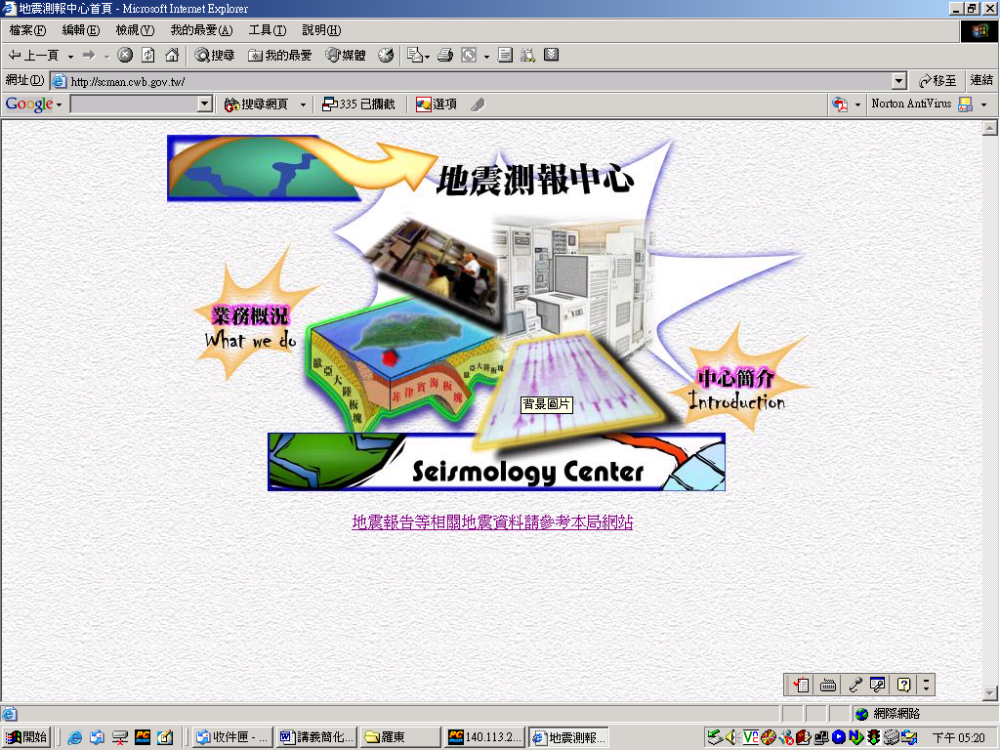 地震測報中心首頁 - Microsoft Internet Explorer
檔案(F) 編輯(E) 檢視(V) 我的最愛(A) 工具(T) 說明(H)
上一頁 搜尋 我的最愛 媒體
網址(D) http://scman.cwb.gov.tw/ 移至 連結
Google 搜尋網頁 335 已攔截 選項 Norton AntiVirus
地震測報中心
業務概況
What we do
歐亞大陸板塊
菲律賓海板塊
歐亞大陸板塊
中心簡介
Introduction
背景圖片
Seismology Center
地震報告等相關地震資料請參考本局網站
網際網路
開始 收件匣 - ... 講義簡化... 羅東 140.113.2... 地震測報... 下午 05:20